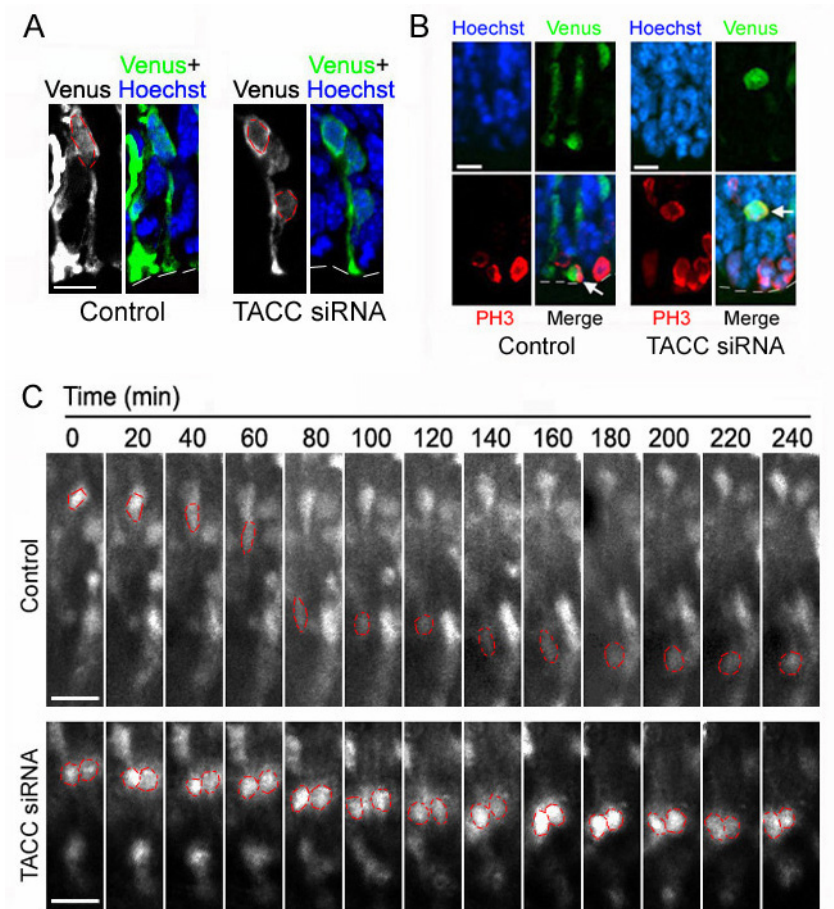 A
Venus+
Venus Hoechst
Venus+
Venus Hoechst
Control
TACC siRNA
B
Hoechst Venus
Hoechst Venus
PH3 Merge
Control
PH3 Merge
TACC siRNA
C
Time (min)
0 20 40 60 80 100 120 140 160 180 200 220 240
Control
TACC siRNA